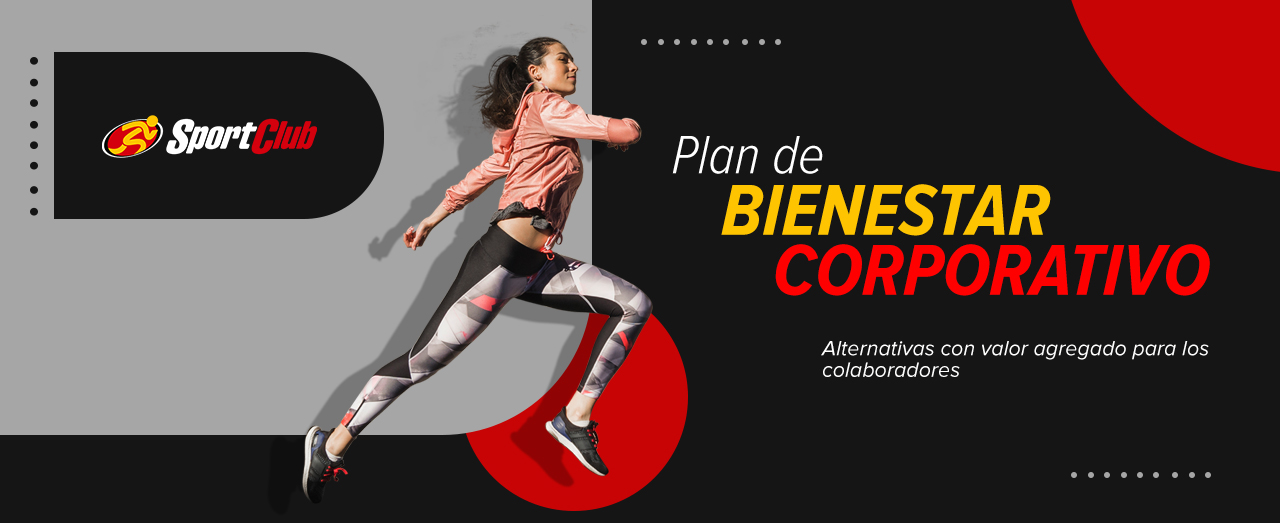 SportClub
Plan de
BIENESTAR
CORPORATIVO
Alternativas con valor agregado para los
colaboradores